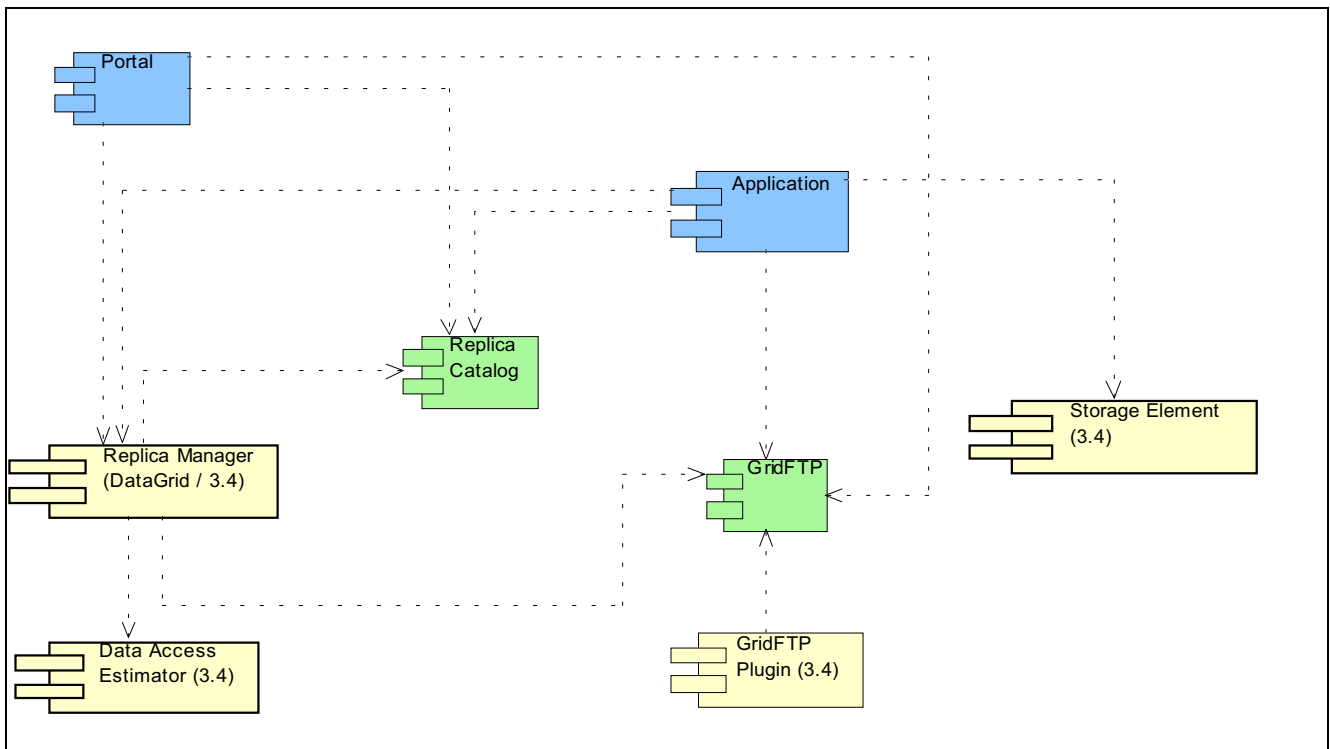 Portal
Application
Replica
Catalog
Storage Element
(3.4)
Replica Manager
(DataGrid / 3.4)
GridFTP
Data Access
Estimator (3.4)
GridFTP
Plugin (3.4)